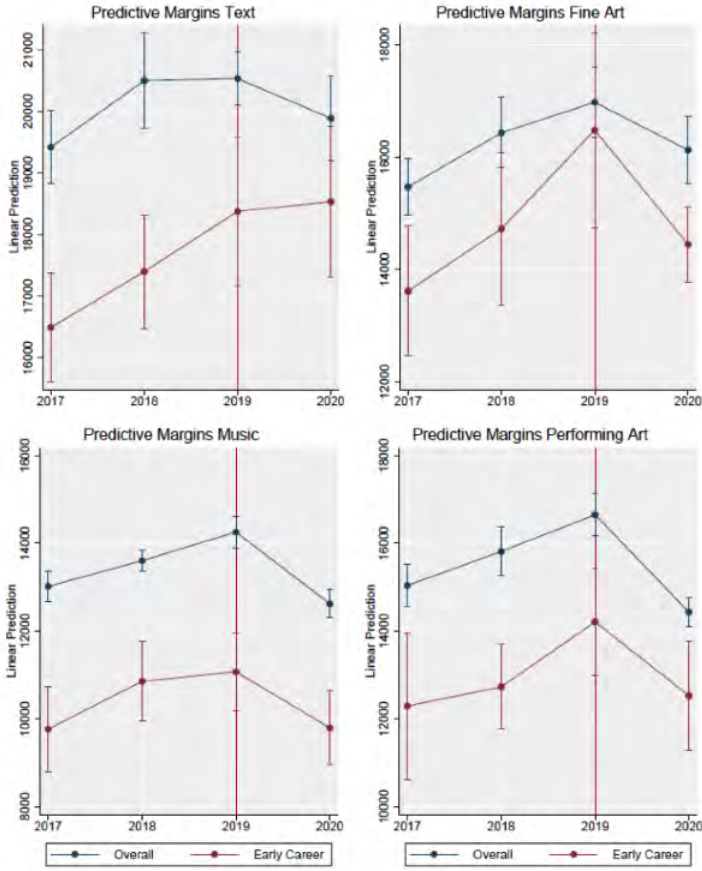 Predictive Margins Text
Linear Prediction
21000
20000
19000
18000
17000
16000
2017 2018 2019 2020
Predictive Margins Fine Art
Linear Prediction
18000
16000
14000
12000
2017 2018 2019 2020
Predictive Margins Music
Linear Prediction
16000
14000
12000
10000
8000
2017 2018 2019 2020
Overall Early Career
Predictive Margins Performing Art
Linear Prediction
18000
16000
14000
12000
10000
2017 2018 2019 2020
Overall Early Career